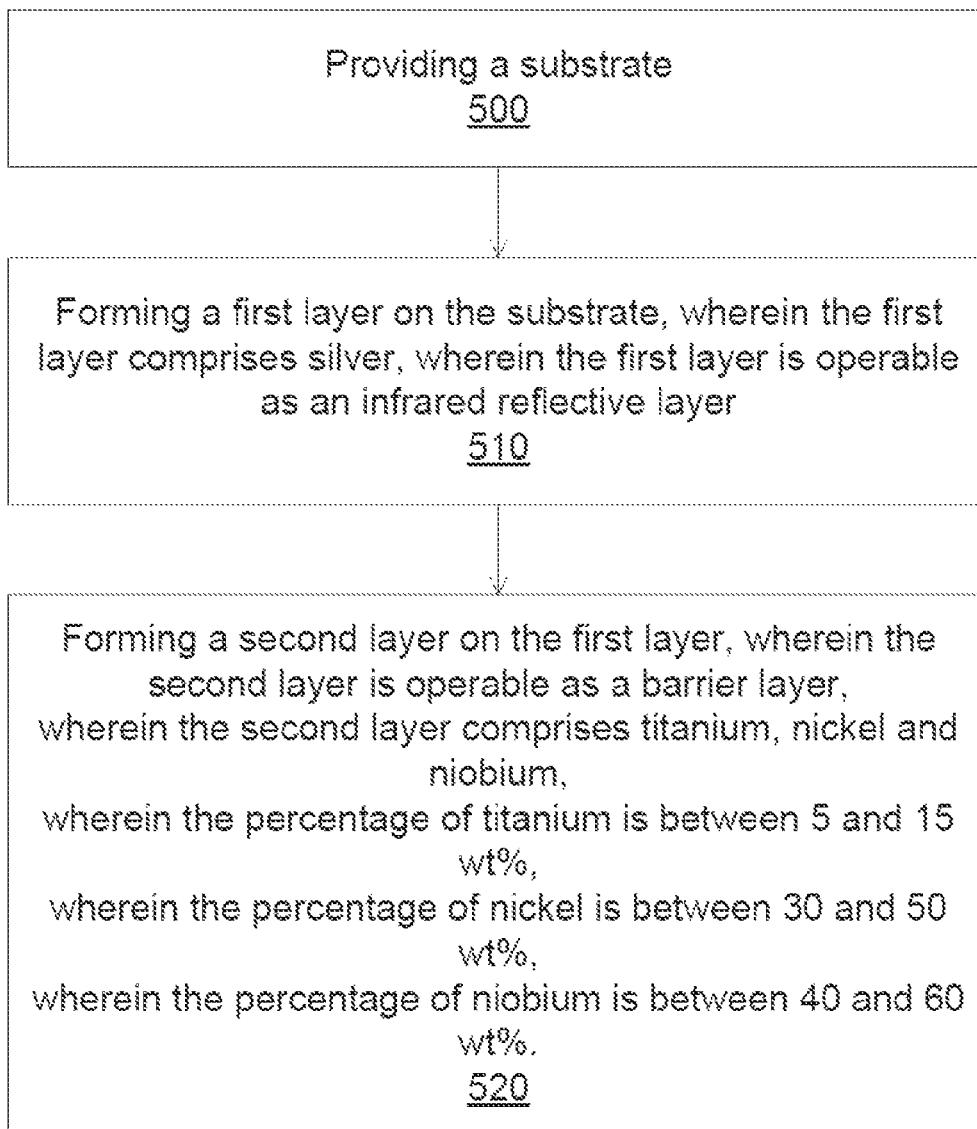 Providing a substrate
500
Forming a first layer on the substrate, wherein the first
layer comprises silver, wherein the first layer is operable
as an infrared reflective layer
510
Forming a second layer on the first layer, wherein the
second layer is operable as a barrier layer,
wherein the second layer comprises titanium, nickel and
niobium,
wherein the percentage of titanium is between 5 and 15
wt%,
wherein the percentage of nickel is between 30 and 50
wt%,
wherein the percentage of niobium is between 40 and 60
wt%.
520